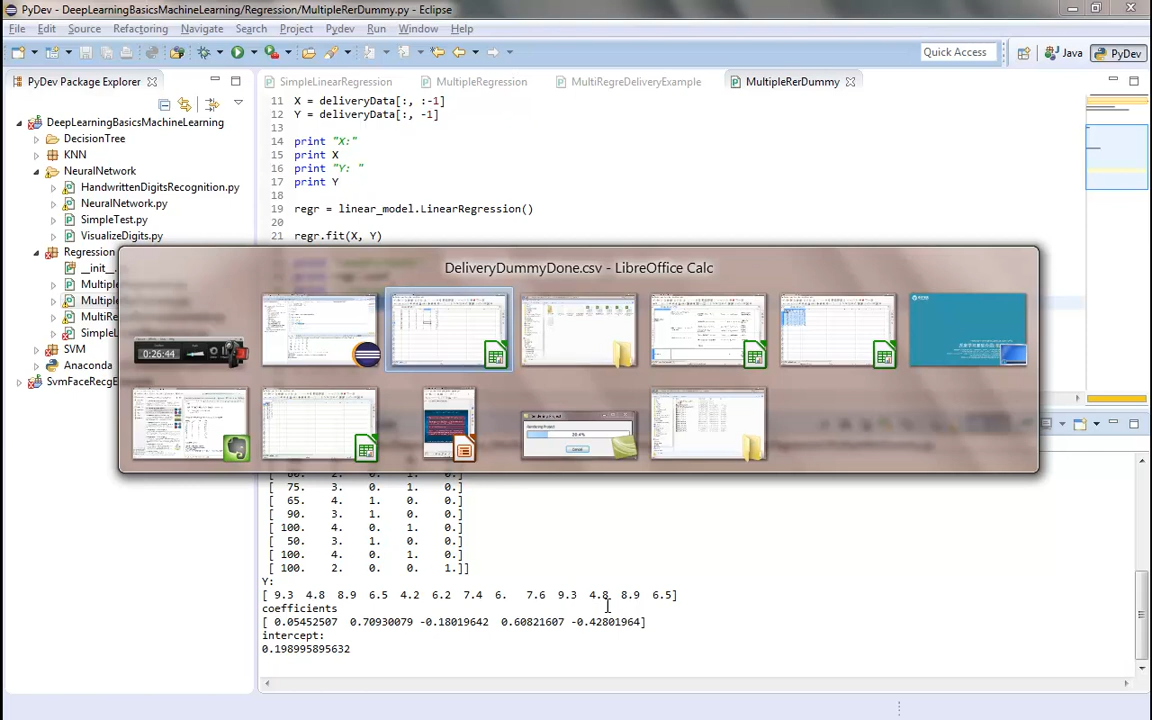 PyDev - DeepLearningBasicsMachineLearning/Regression/MultipleRerDummy.py - Eclipse
File Edit Source Refactoring Navigate Search Project Pydev Run Window Help
Quick Access
Java
PyDev
PyDev Package Explorer
SimpleLinearRegression
MultipleRegression
MultiRegreDeliveryExample
MultipleRerDummy
DeepLearningBasicsMachineLearning
DecisionTree
KNN
NeuralNetwork
HandwrittenDigitsRecognition.py
NeuralNetwork.py
SimpleTest.py
VisualizeDigits.py
Regression
__init__.
Multiple
Multiple
MultiRe
SimpleL
SVM
Anaconda
SvmFaceRecogE
11 X = deliveryData[:, :-1]
12 Y = deliveryData[:, -1]
13
14 print "X:"
15 print X
16 print "Y: "
17 print Y
18
19 regr = linear_model.LinearRegression()
20
21 regr.fit(X, Y)
DeliveryDummyDone.csv - LibreOffice Calc
0:26:44
[ 75. 3. 0. 1. 0.]
[ 65. 4. 1. 0. 0.]
[ 90. 3. 1. 0. 0.]
[ 100. 4. 0. 1. 0.]
[ 50. 3. 1. 0. 0.]
[ 100. 4. 0. 1. 0.]
[ 100. 2. 0. 0. 1.]]
Y:
[ 9.3 4.8 8.9 6.5 4.2 6.2 7.4 6. 7.6 9.3 4.8 8.9 6.5]
coefficients
[ 0.05452507 0.70930079 -0.18019642 0.60821607 -0.42801964]
intercept:
0.198995895632